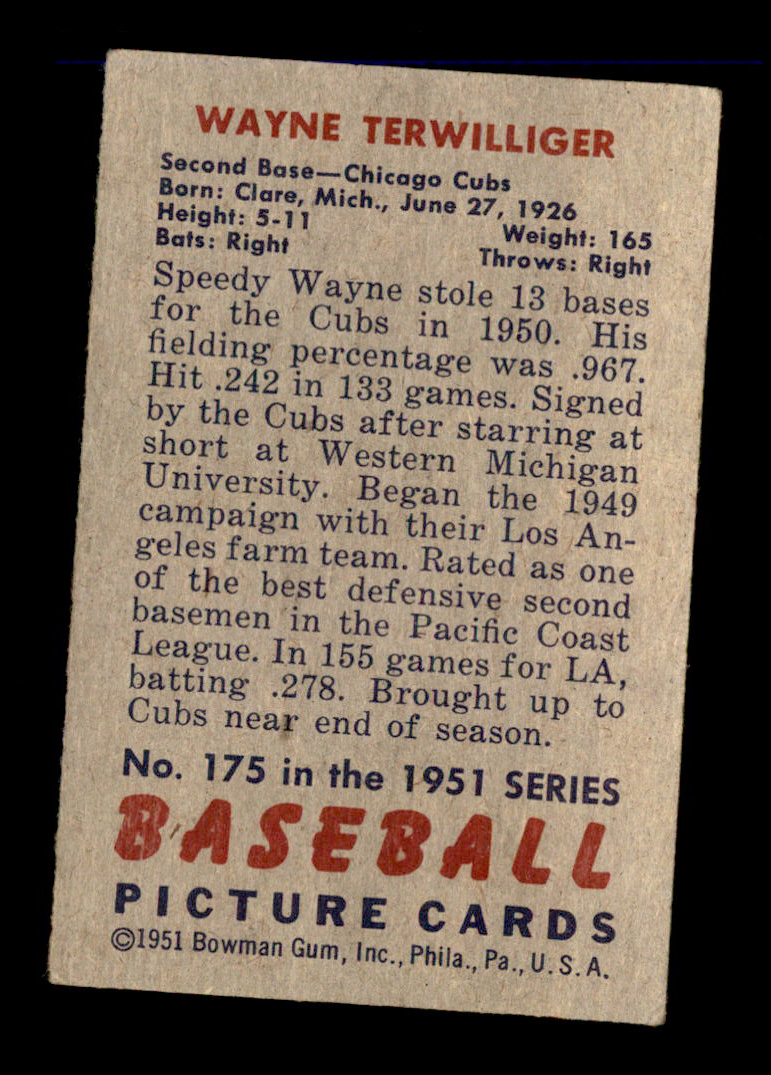 WAYNE TERWILLIGER
Second Base—Chicago Cubs
Born: Clare, Mich., June 27, 1926
Height: 5-11 Weight: 165
Bats: Right Throws: Right
Speedy Wayne stole 13 bases
for the Cubs in 1950. His
fielding percentage was .967.
Hit .242 in 133 games. Signed
by the Cubs after starring at
short at Western Michigan
University. Began the 1949
campaign with their Los An-
geles farm team. Rated as one
of the best defensive second
basemen in the Pacific Coast
League. In 155 games for LA,
batting .278. Brought up to
Cubs near end of season.
No. 175 in the 1951 SERIES
BASEBALL
PICTURE CARDS
©1951 Bowman Gum, Inc., Phila., Pa., U.S.A.